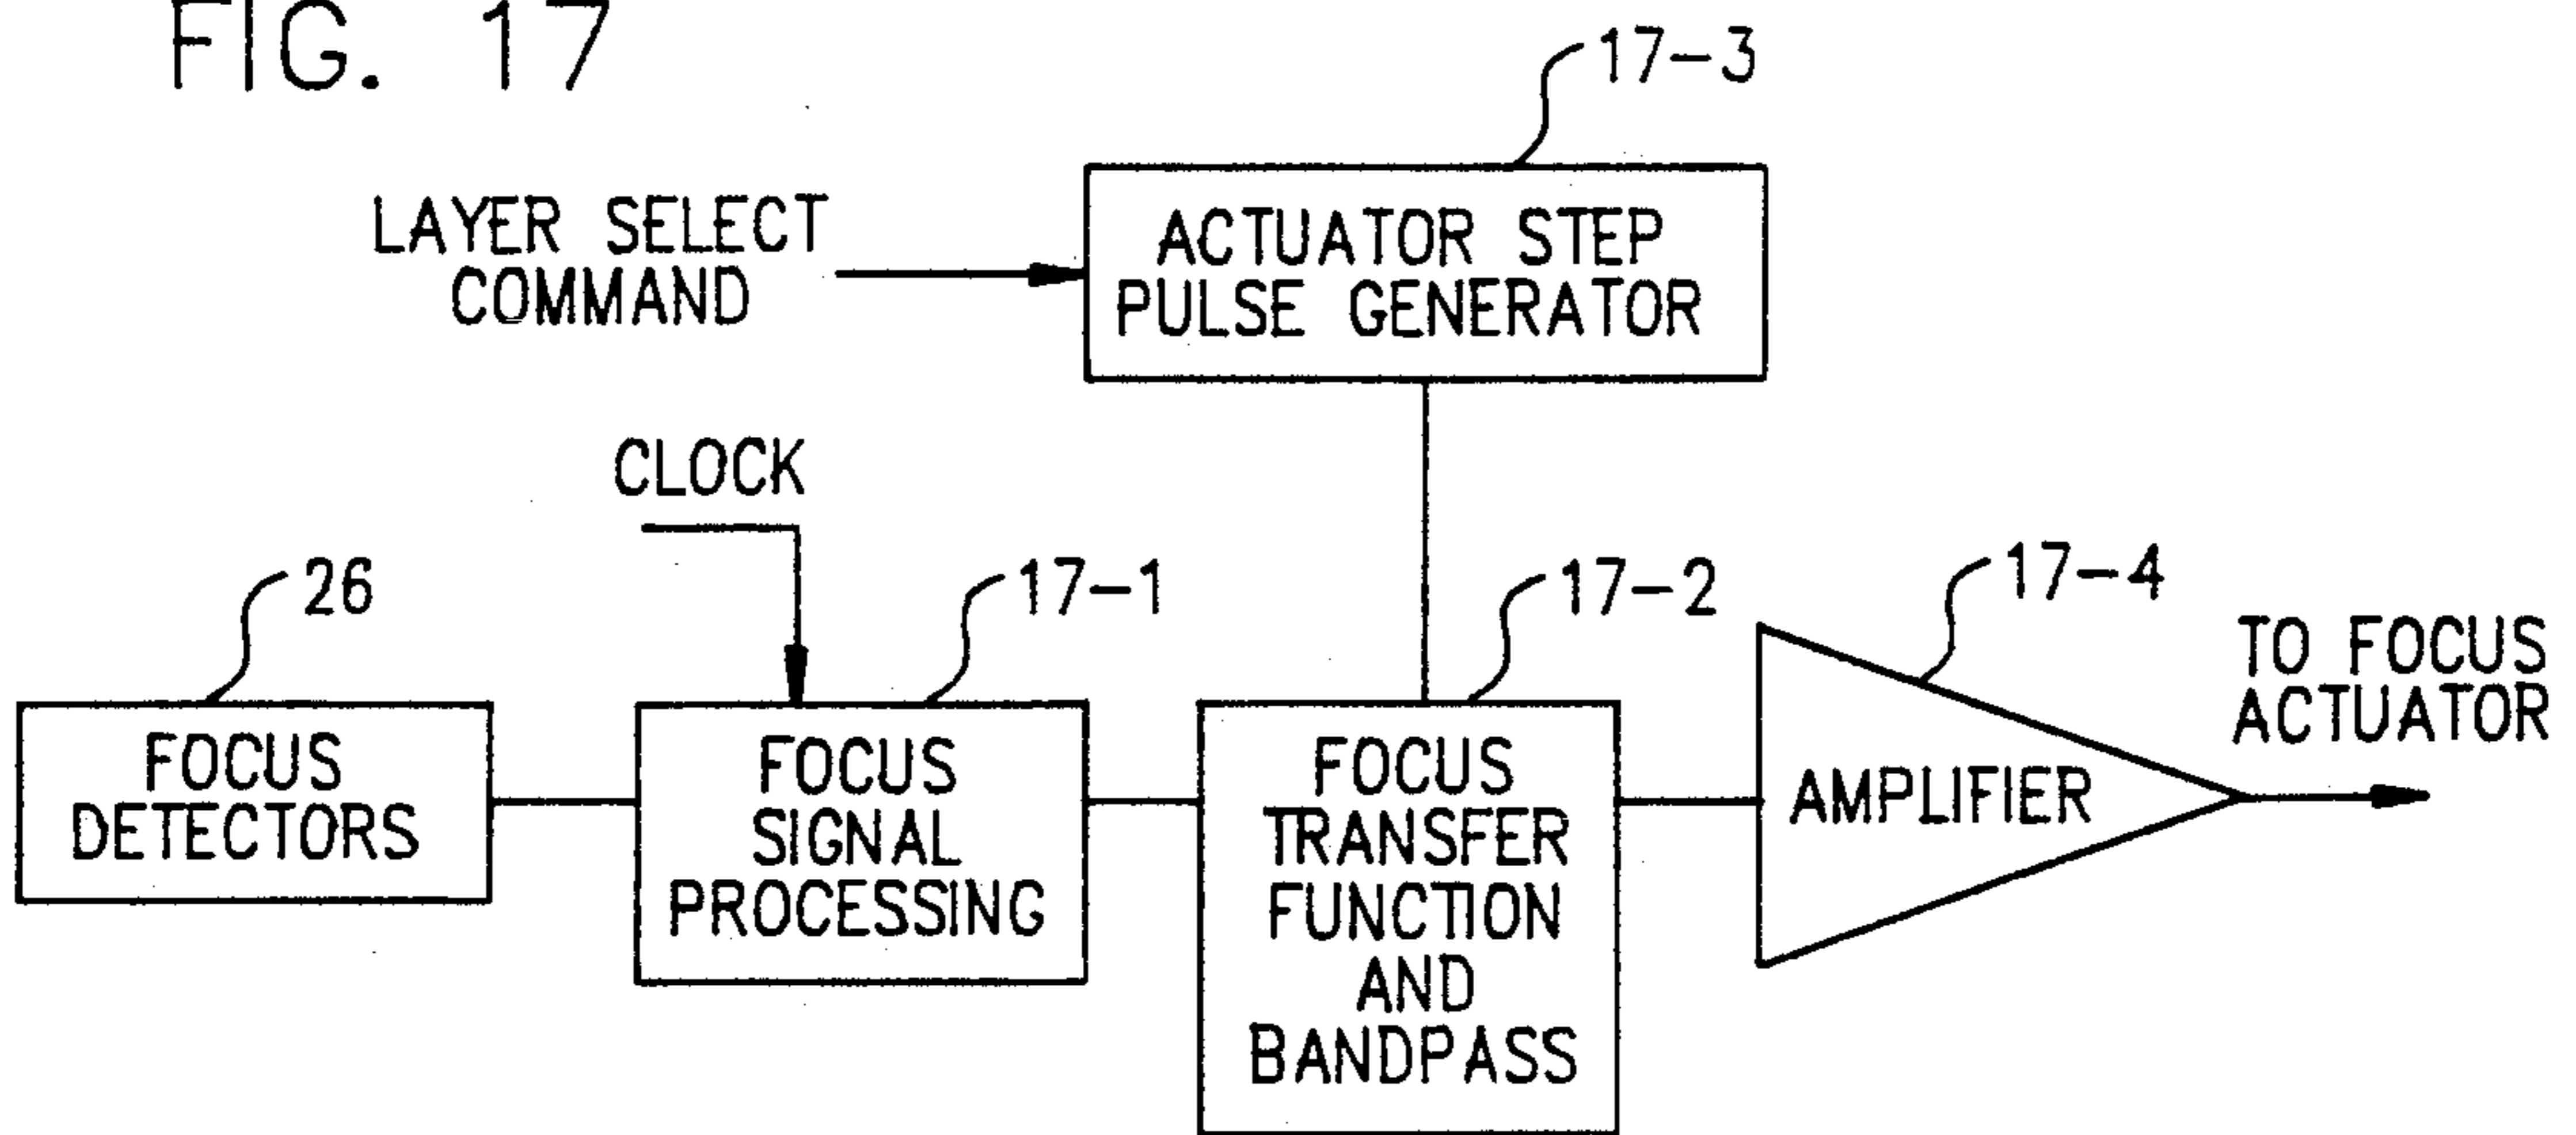 FIG. 17
17-3
LAYER SELECT
COMMAND
ACTUATOR STEP
PULSE GENERATOR
CLOCK
26
17-1
17-2
17-4
TO FOCUS
ACTUATOR
FOCUS
DETECTORS
FOCUS
SIGNAL
PROCESSING
FOCUS
TRANSFER
FUNCTION
AND
BANDPASS
AMPLIFIER